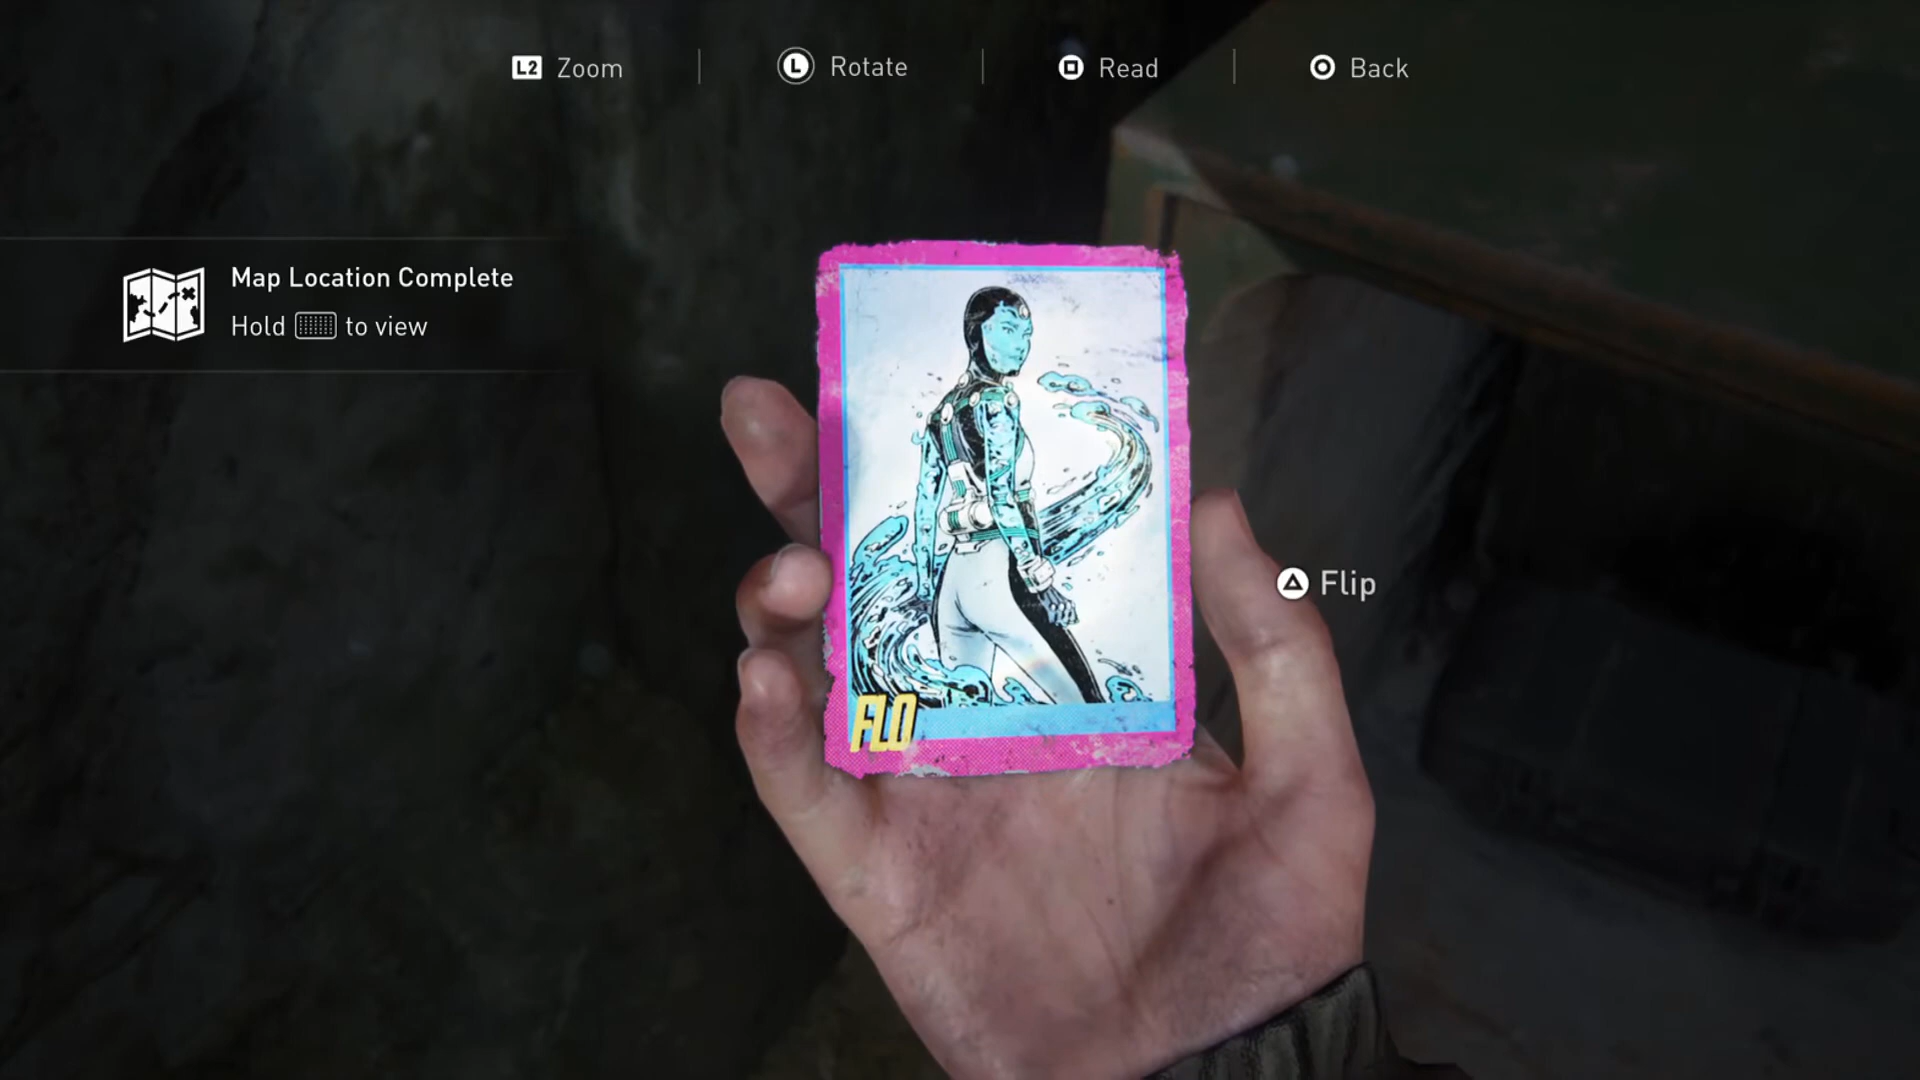 L2 Zoom
L Rotate
Read
Back
Map Location Complete
Hold to view
Flip
FLO